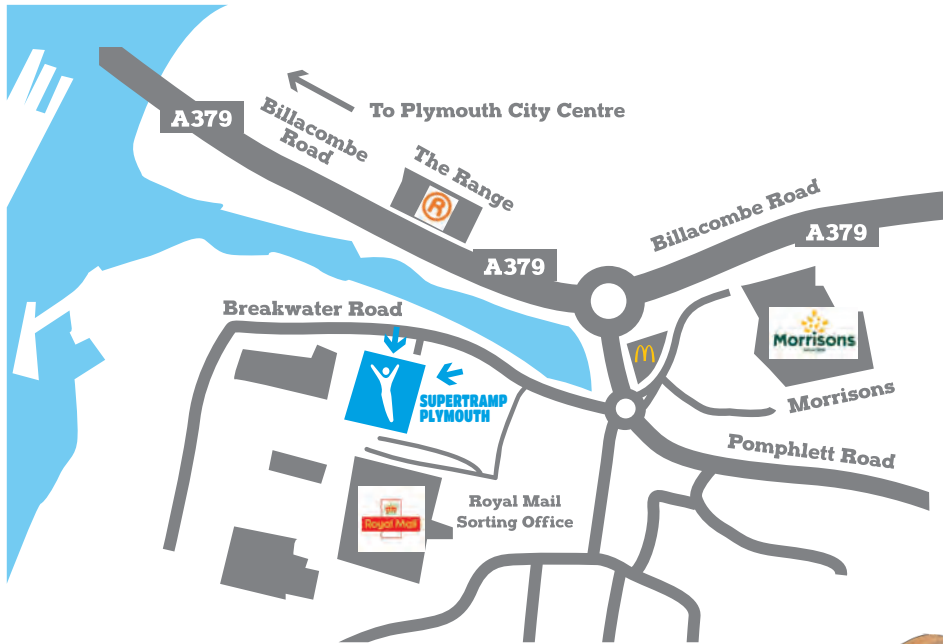 To Plymouth City Centre
A379
Billacombe
Road
The Range
R
Billacombe Road
A379
A379
Breakwater Road
Morrisons
Morrisons
SUPERTRAMP
PLYMOUTH
Pomphlett Road
Royal Mail
Sorting Office
Royal Mail